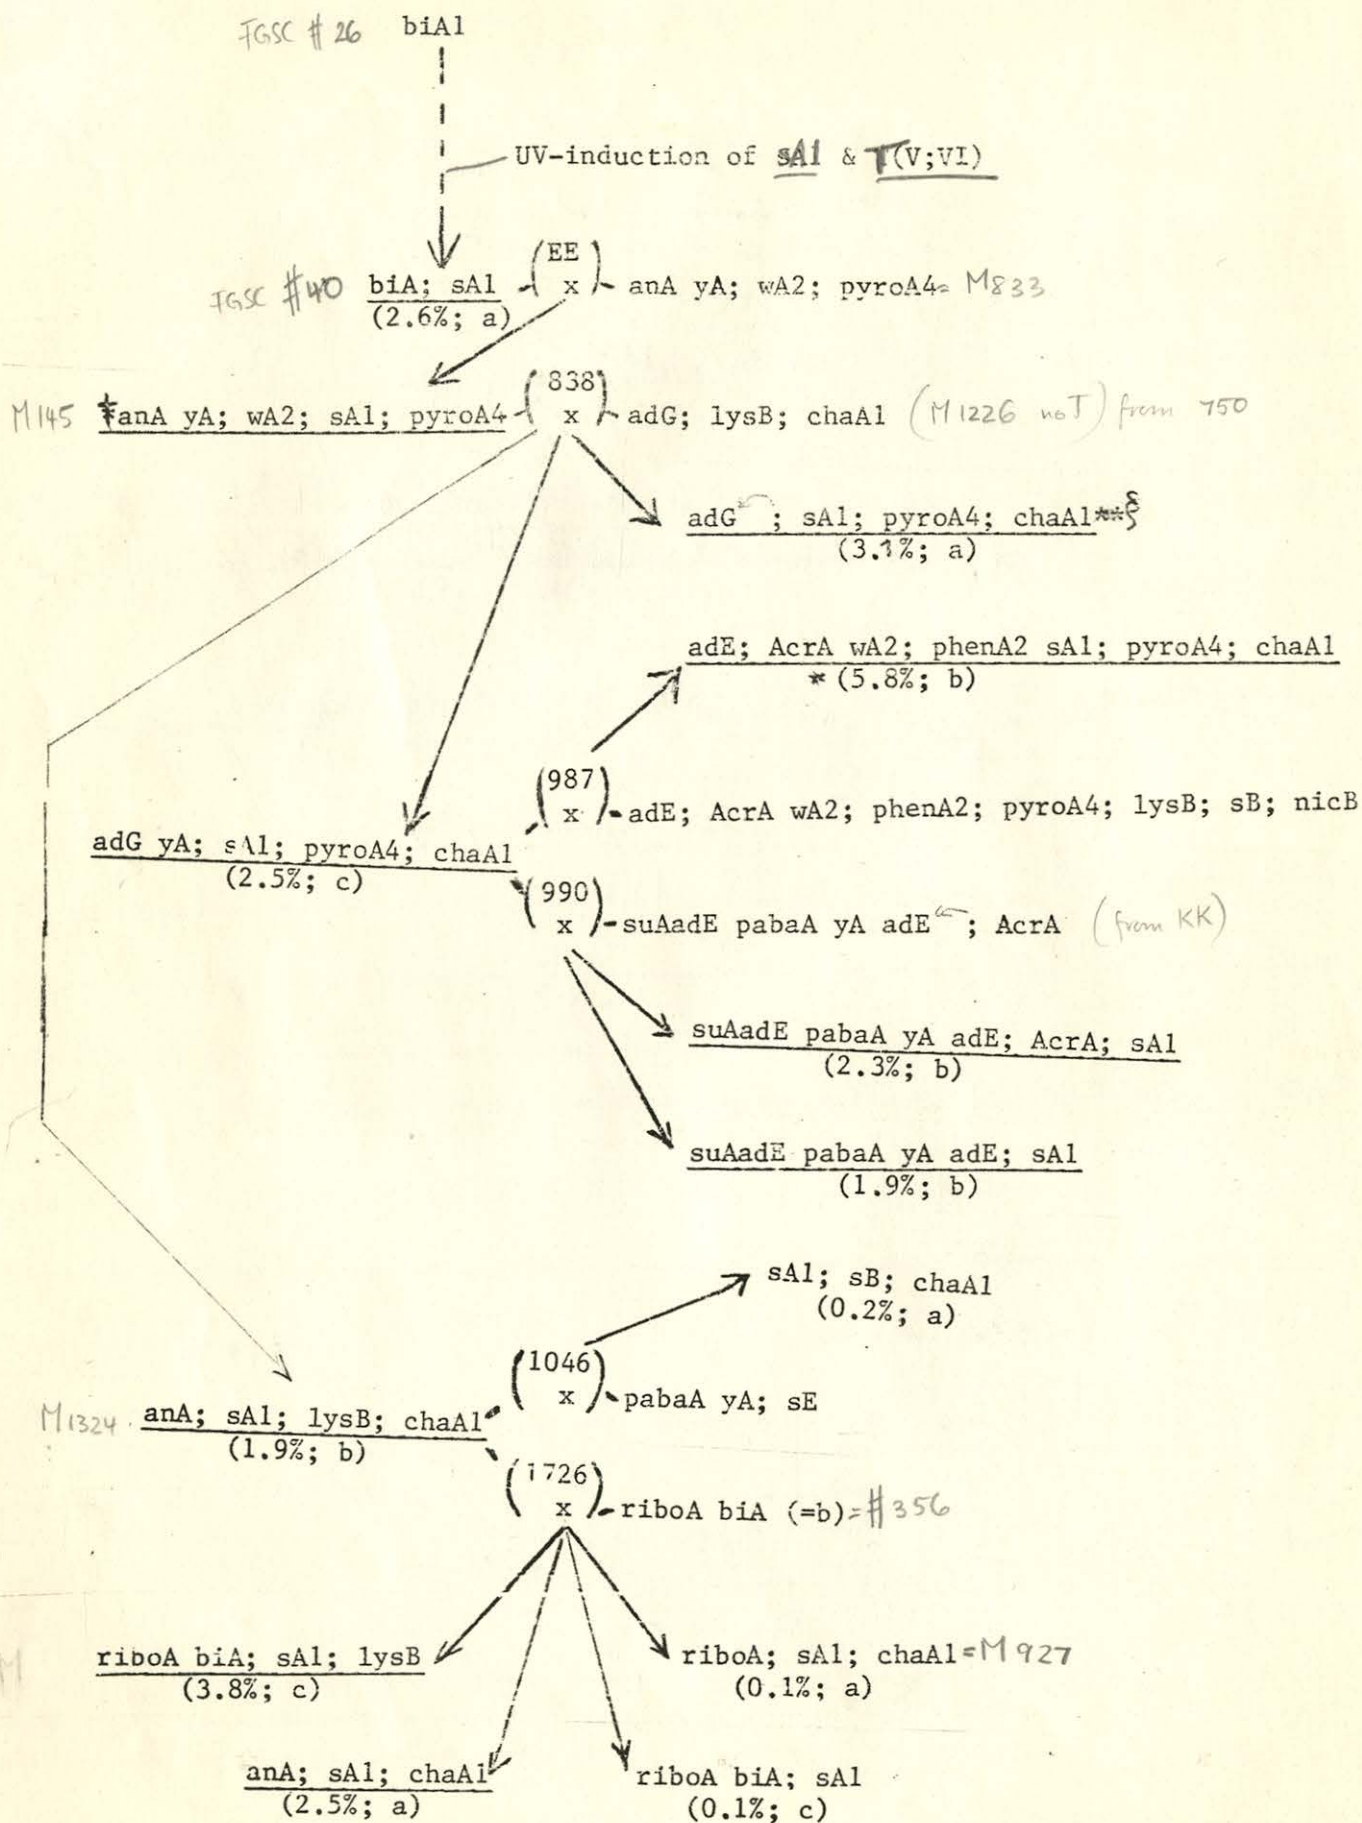 FGSC # 26 biA1
UV-induction of sA1 & T(V;VI)
(EE)
FGSC #40 biA; sA1 x anA yA; wA2; pyroA4= M833
(2.6%; a)
(838)
M145 ‡anA yA; wA2; sA1; pyroA4 x adG; lysB; chaA1 (M1226 no T) from 750
adG ; sA1; pyroA4; chaA1**§
(3.1%; a)
adE; AcrA wA2; phenA2 sA1; pyroA4; chaA1
* (5.8%; b)
(987)
x adE; AcrA wA2; phenA2; pyroA4; lysB; sB; nicB
adG yA; sA1; pyroA4; chaA1
(2.5%; c)
(990)
x suAadE pabaA yA adE ; AcrA (from KK)
suAadE pabaA yA adE; AcrA; sA1
(2.3%; b)
suAadE pabaA yA adE; sA1
(1.9%; b)
sA1; sB; chaA1
(0.2%; a)
(1046)
x pabaA yA; sE
M1324 anA; sA1; lysB; chaA1
(1.9%; b)
(1726)
x riboA biA (=b)=#356
riboA biA; sA1; lysB
(3.8%; c)
riboA; sA1; chaA1=M927
(0.1%; a)
anA; sA1; chaA1
(2.5%; a)
riboA biA; sA1
(0.1%; c)